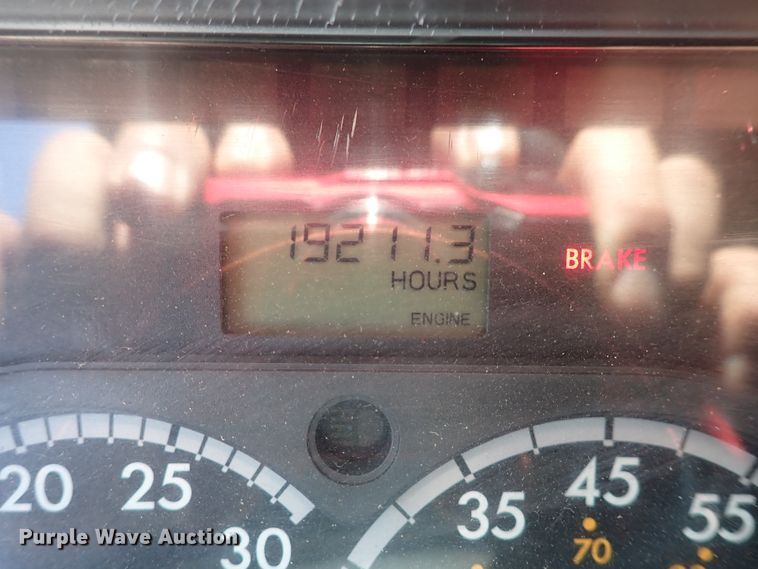 19211.3
HOURS
BRAKE
ENGINE
20 25 30
35 45 55
70
Purple Wave Auction